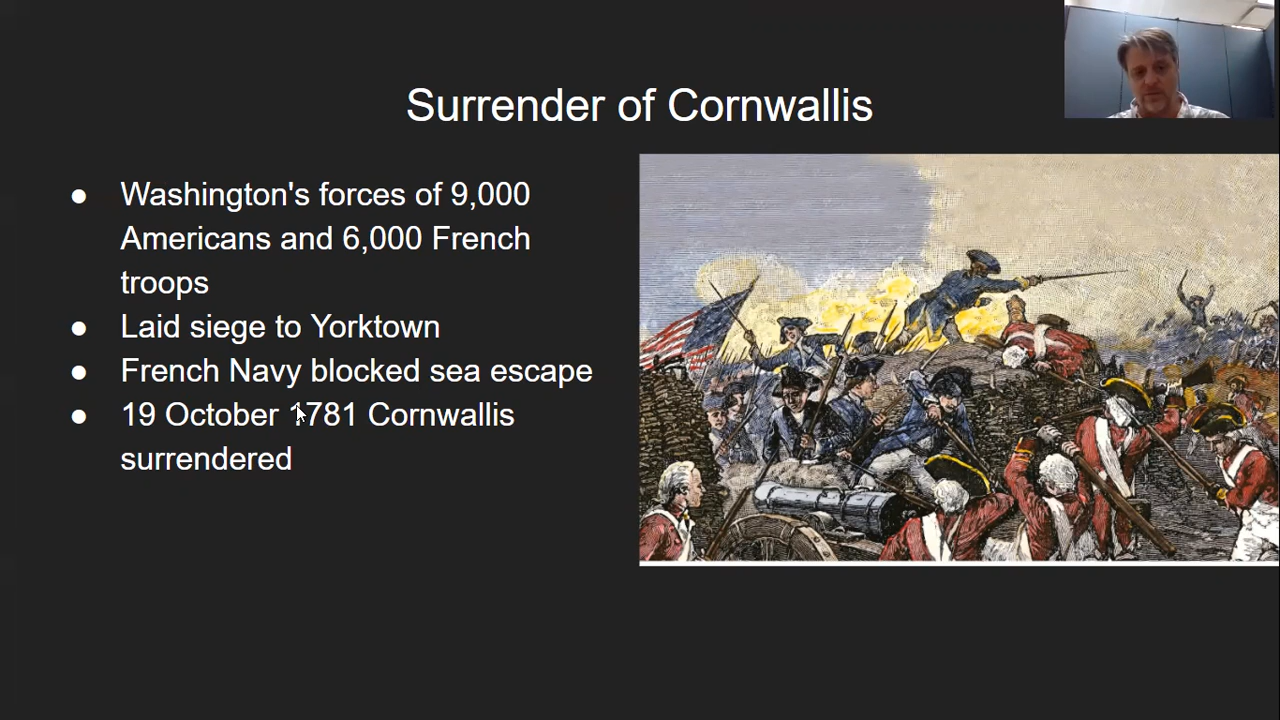 Surrender of Cornwallis
● Washington's forces of 9,000
Americans and 6,000 French
troops
● Laid siege to Yorktown
● French Navy blocked sea escape
● 19 October 1781 Cornwallis
surrendered